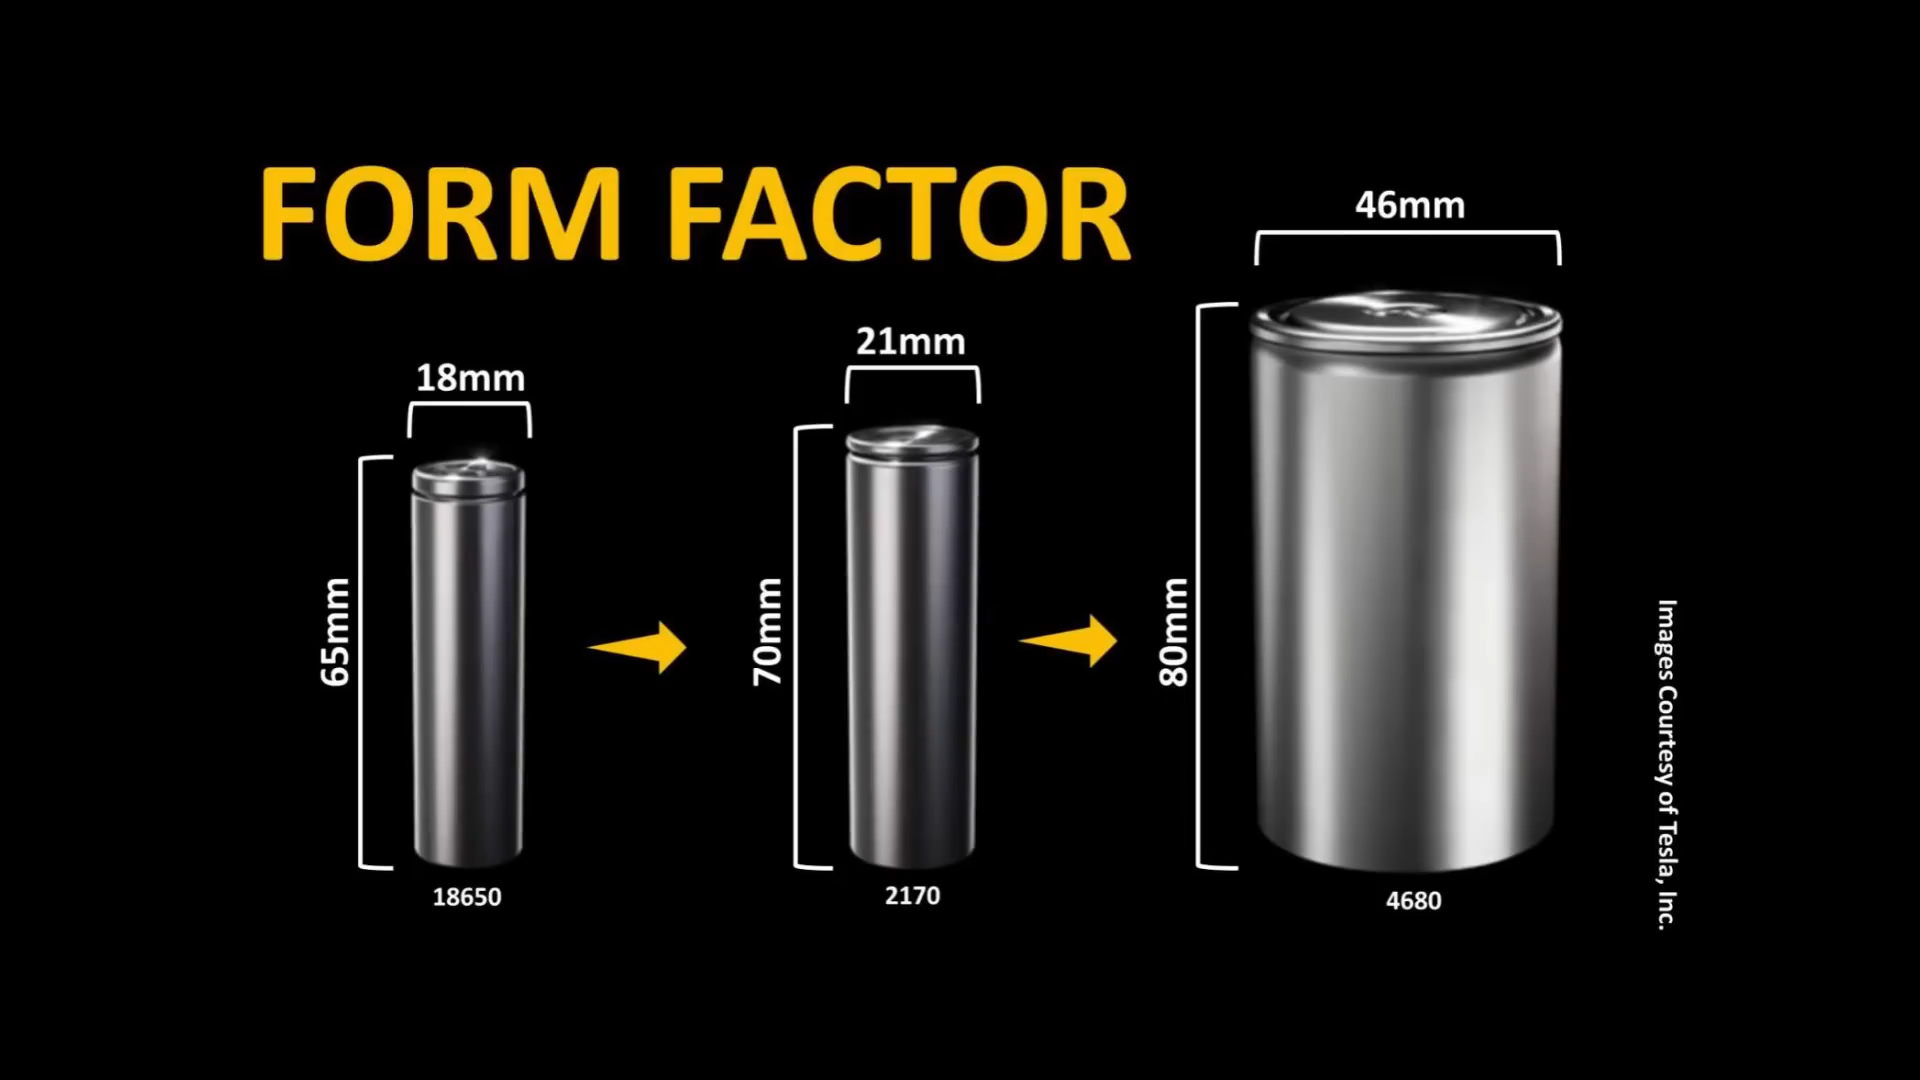 FORM FACTOR
46mm
21mm
18mm
65mm
70mm
80mm
18650
2170
4680
Images Courtesy of Tesla, Inc.